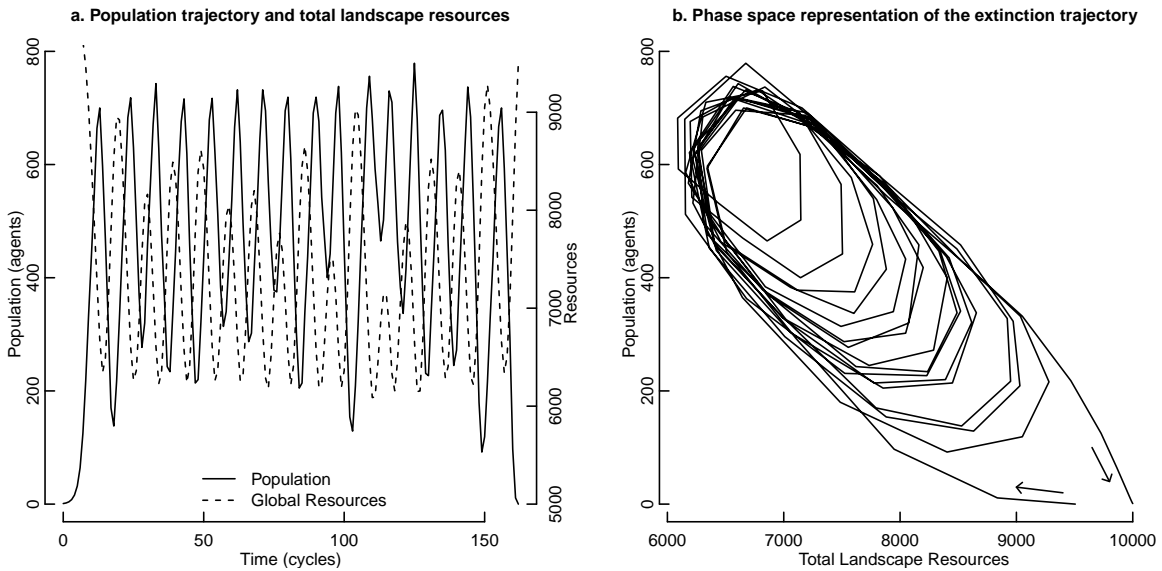 a. Population trajectory and total landscape resources
Population (agents)
0
200
400
600
800
0
50
100
150
Time (cycles)
5000
6000
7000
8000
9000
Resources
Population
Global Resources
b. Phase space representation of the extinction trajectory
Population (agents)
0
200
400
600
800
6000
7000
8000
9000
10000
Total Landscape Resources